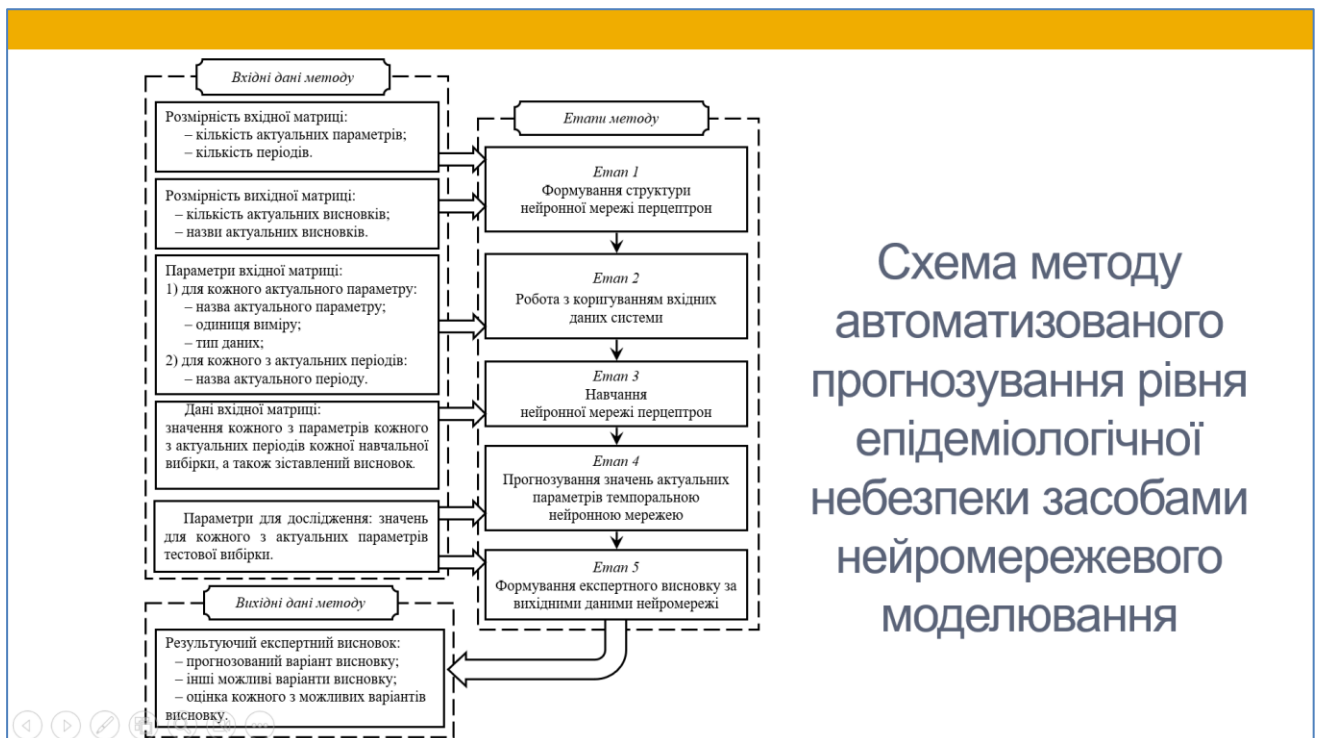 Вхідні дані методу
Розмірність вхідної матриці:
– кількість актуальних параметрів;
– кількість періодів.
Розмірність вихідної матриці:
– кількість актуальних висновків;
– назви актуальних висновків.
Параметри вхідної матриці:
1) для кожного актуального параметру:
– назва актуального параметру;
– одиниця виміру;
– тип даних;
2) для кожного з актуальних періодів:
– назва актуального періоду.
Дані вхідної матриці:
значення кожного з параметрів кожного
з актуальних періодів кожної навчальної
вибірки, а також зіставлений висновок.
Параметри для дослідження: значень
для кожного з актуальних параметрів
тестової вибірки.
Етапи методу
Етап 1
Формування структури
нейронної мережі перцептрон
Етап 2
Робота з коригуванням вхідних
даних системи
Етап 3
Навчання
нейронної мережі перцептрон
Етап 4
Прогнозування значень актуальних
параметрів темпоральною
нейронною мережею
Етап 5
Формування експертного висновку за
вихідними даними нейромережі
Вихідні дані методу
Результуючий експертний висновок:
– прогнозований варіант висновку;
– інші можливі варіанти висновку;
– оцінка кожного з можливих варіантів
висновку.
Схема методу
автоматизованого
прогнозування рівня
епідеміологічної
небезпеки засобами
нейромережевого
моделювання